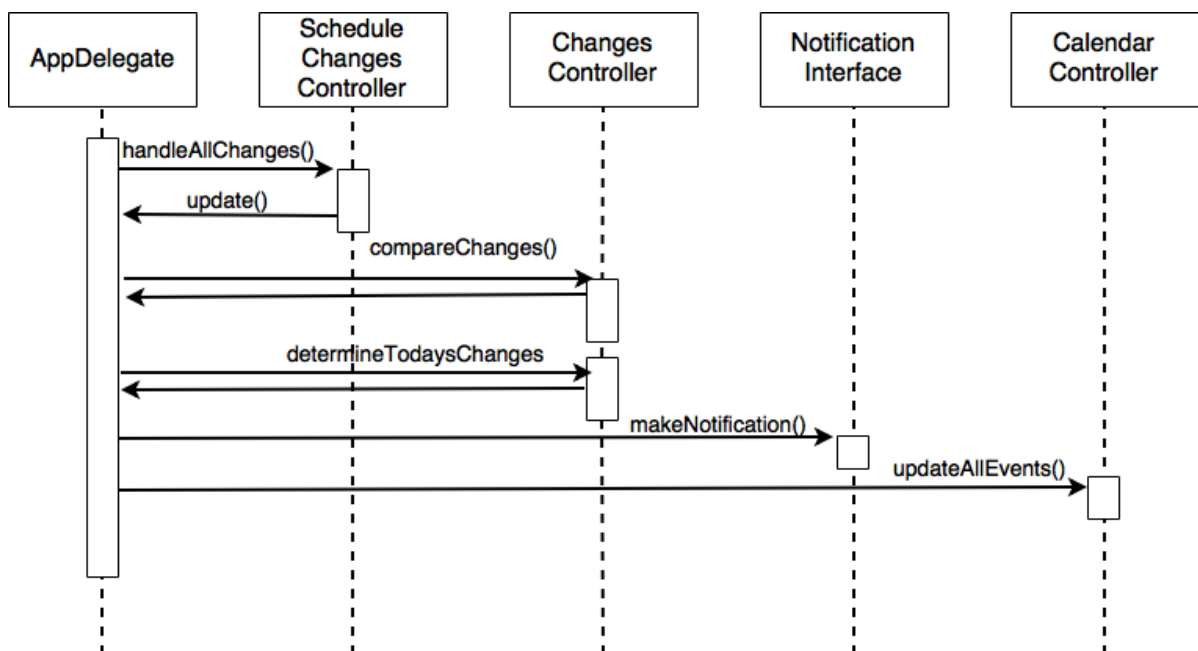 AppDelegate
Schedule
Changes
Controller
Changes
Controller
Notification
Interface
Calendar
Controller
handleAllChanges()
update()
compareChanges()
determineTodaysChanges
makeNotification()
updateAllEvents()